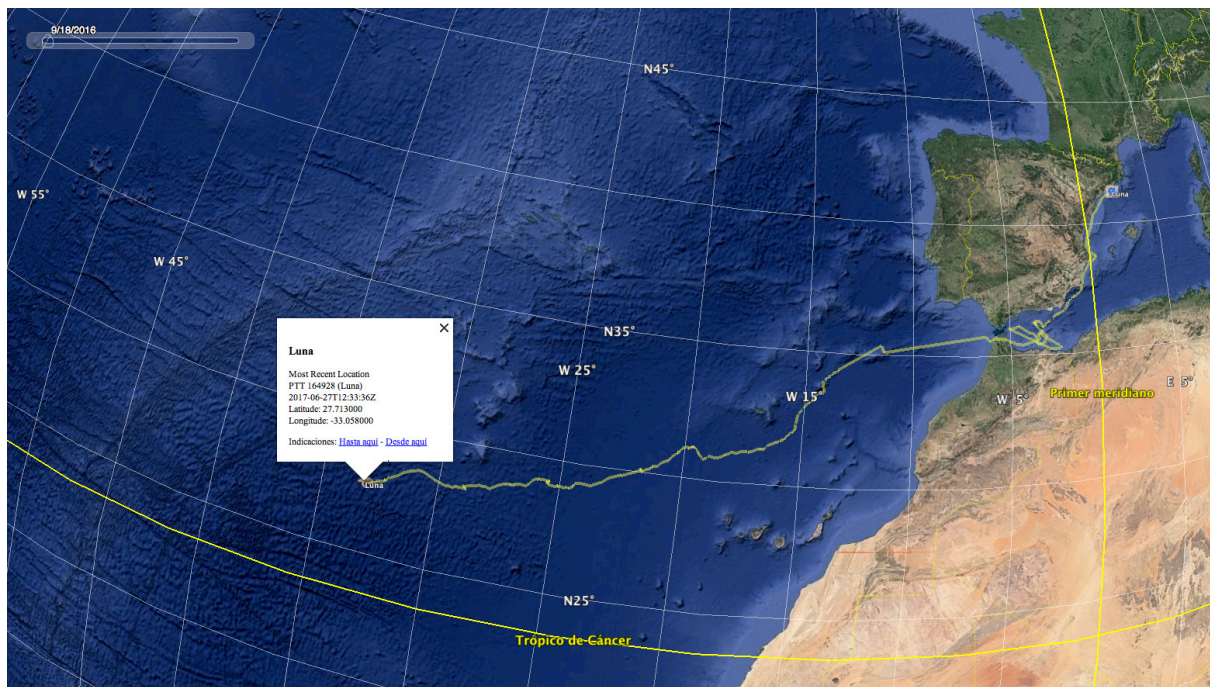 9/18/2016
N45°
W 55°
Luna
W 45°
Luna
Most Recent Location
PTT 164928 (Luna)
2017-06-27T12:33:36Z
Latitude: 27.713000
Longitude: -33.058000
Indicaciones: Hasta aquí - Desde aquí
N35°
W 25°
E 5°
W 15°
W 5°
Primer meridiano
Luna
N25°
Trópico de Cáncer